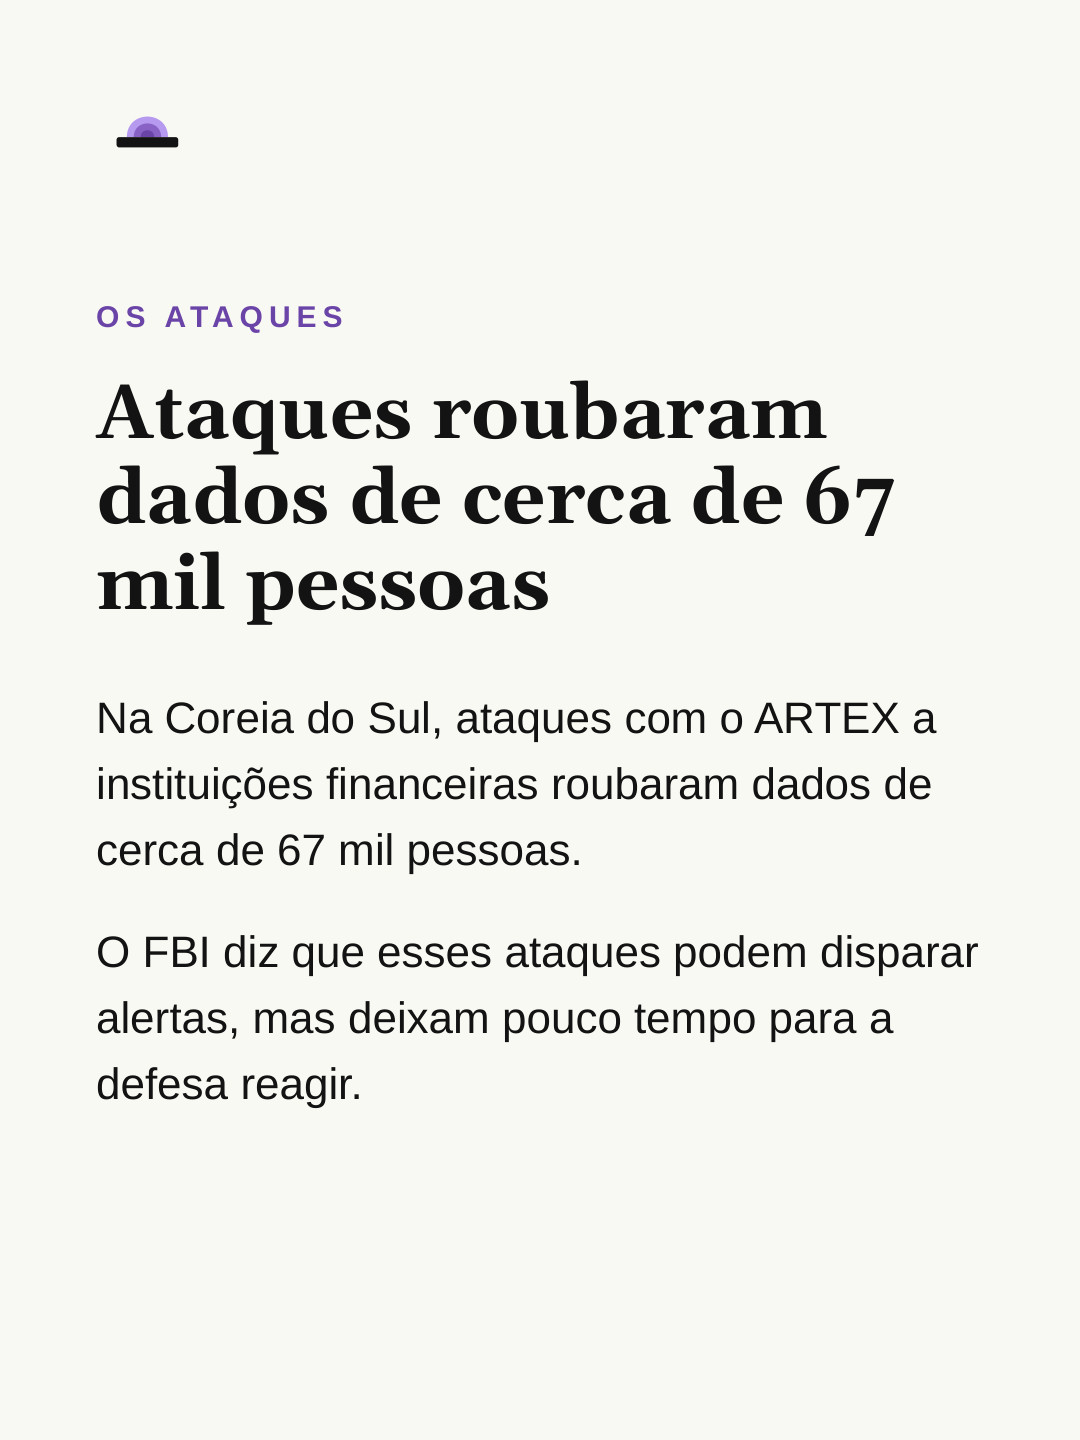 OS ATAQUES
Ataques roubaram
dados de cerca de 67
mil pessoas
Na Coreia do Sul, ataques com o ARTEX a
instituições financeiras roubaram dados de
cerca de 67 mil pessoas.
O FBI diz que esses ataques podem disparar
alertas, mas deixam pouco tempo para a
defesa reagir.